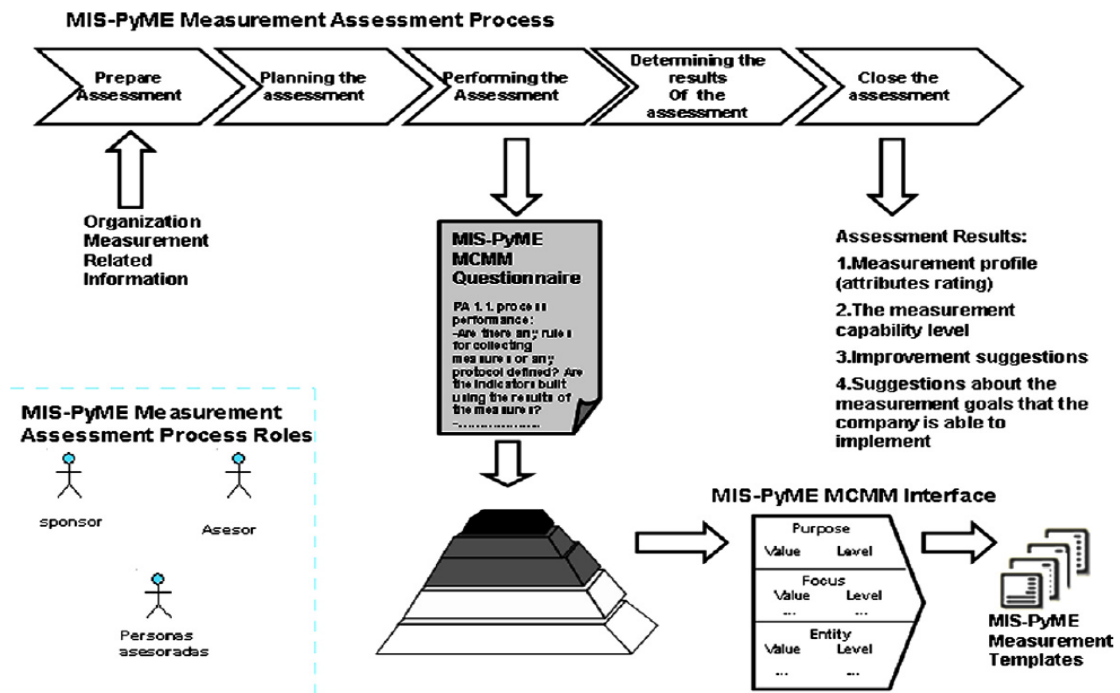 MIS-PyME Measurement Assessment Process
Prepare
Assessment
Planning the
assessment
Performing the
Assessment
Determining the
results
Of the
assessment
Close the
assessment
Organization
Measurement
Related
Information
MIS-PyME
MCMM
Questionnaire
PA 1.1. process
performance:
-Are there any rules
for collecting
measures or any
protocol defined? Are
the indicators built
using the results of
the measures?
-....................
Assessment Results:
1.Measurement profile
(attributes rating)
2.The measurement
capability level
3.Improvement suggestions
4.Suggestions about the
measurement goals that the
company is able to
implement
MIS-PyME Measurement
Assessment Process Roles
sponsor
Asesor
Personas
asesoradas
MIS-PyME MCMM Interface
Purpose
Value Level
Focus
Value Level
... ...
Entity
Value Level
... ...
MIS-PyME
Measurement
Templates